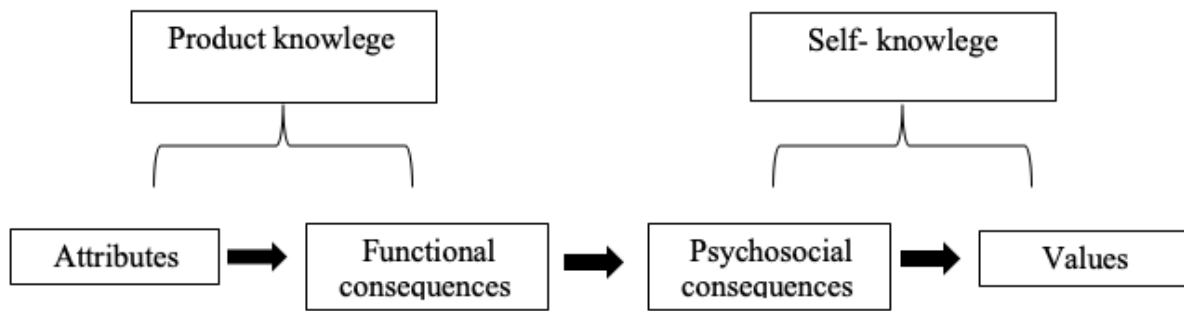 Product knowlege
Self- knowlege
Attributes
Functional
consequences
Psychosocial
consequences
Values